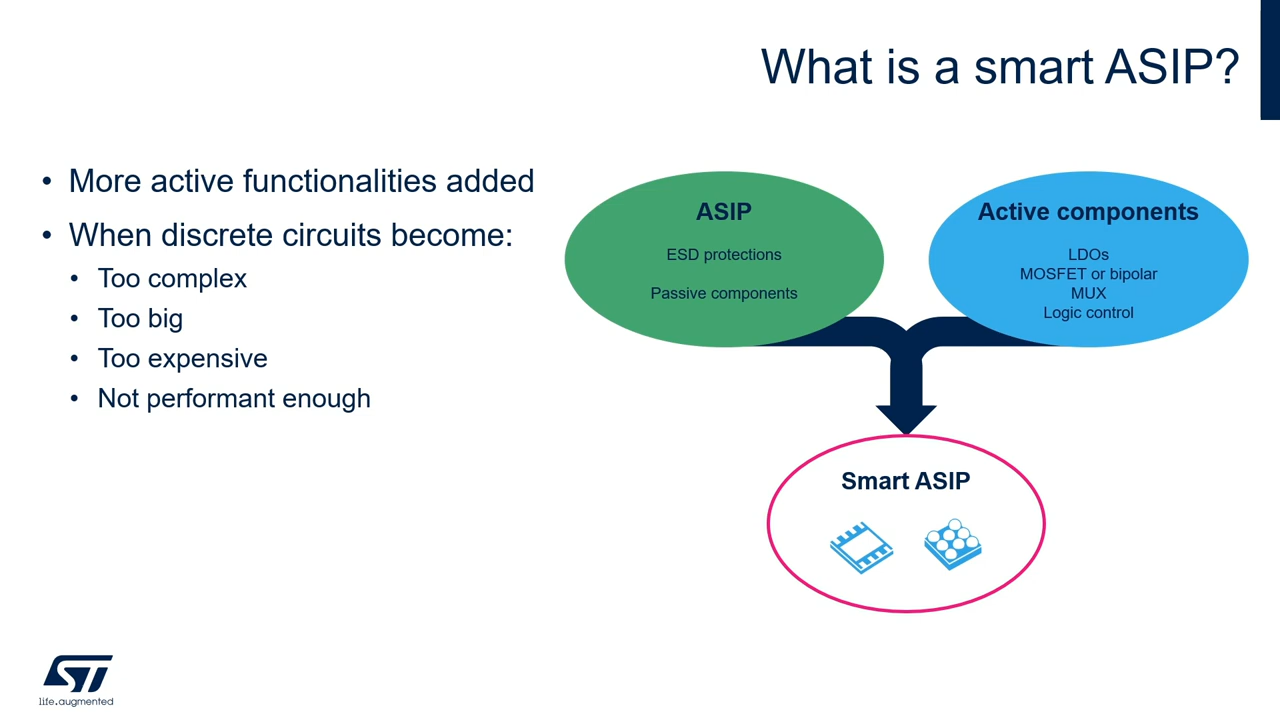 What is a smart ASIP?
• More active functionalities added
• When discrete circuits become:
• Too complex
• Too big
• Too expensive
• Not performant enough
ASIP
ESD protections
Passive components
Active components
LDOs
MOSFET or bipolar
MUX
Logic control
Smart ASIP
ST
life.augmented